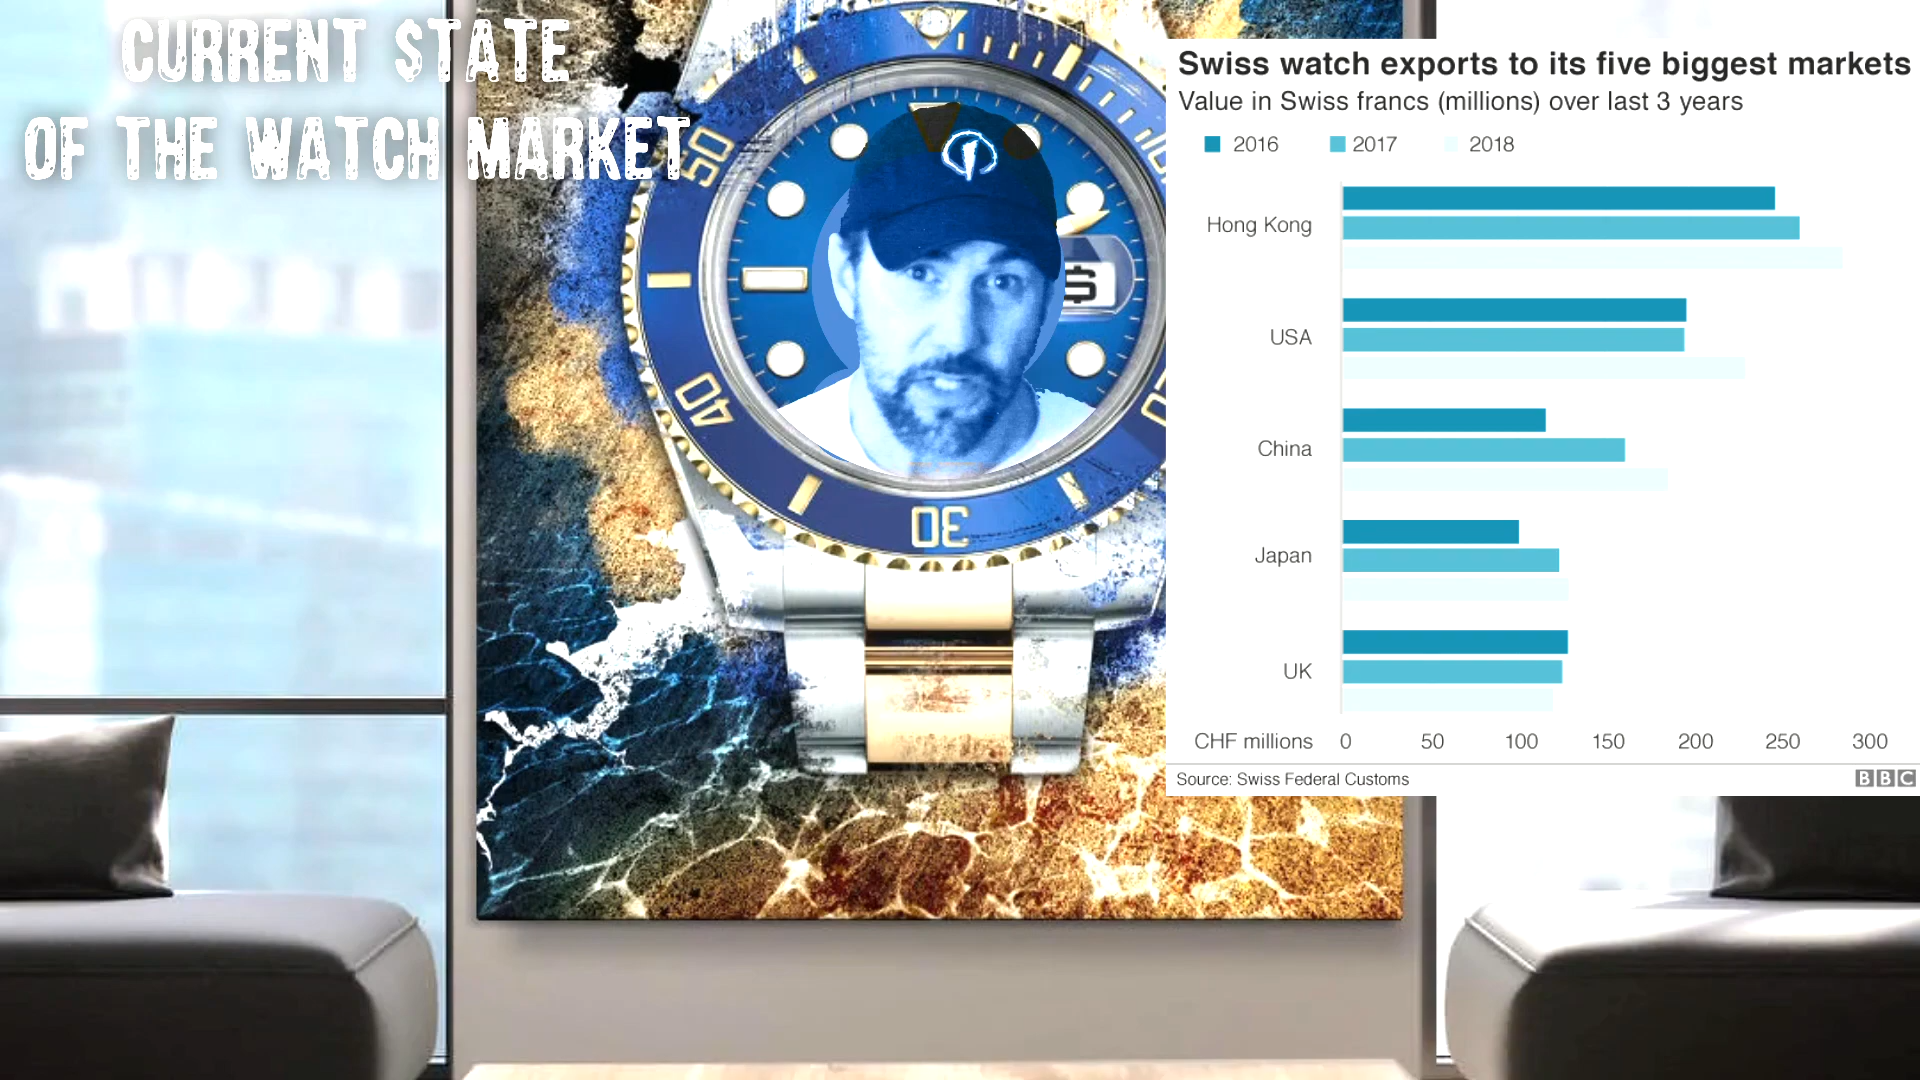 CURRENT $TATE
OF THE WATCH MARKET
50
10
$
40
30
Swiss watch exports to its five biggest markets
Value in Swiss francs (millions) over last 3 years
2016 2017 2018
Hong Kong
USA
China
Japan
UK
CHF millions 0 50 100 150 200 250 300
Source: Swiss Federal Customs
BBC